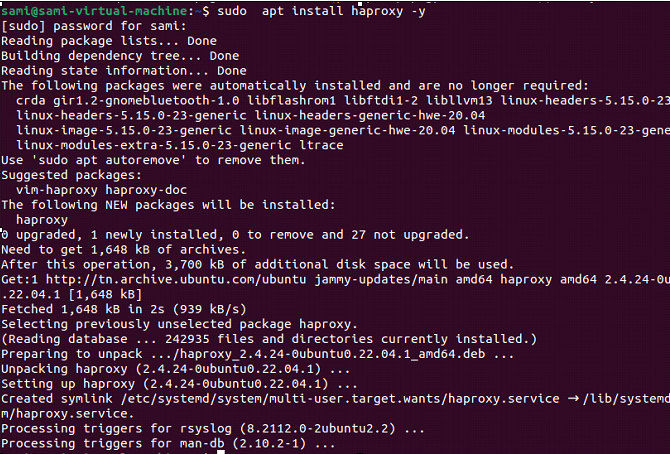 sami@sami-virtual-machine:~$ sudo  apt install haproxy -y
[sudo] password for sami:
Reading package lists... Done
Building dependency tree... Done
Reading state information... Done
The following packages were automatically installed and are no longer required:
  crda gir1.2-gnomebluetooth-1.0 libflashrom1 libftdi1-2 libllvm13 linux-headers-5.15.0-23
  linux-headers-5.15.0-23-generic linux-headers-generic-hwe-20.04
  linux-image-5.15.0-23-generic linux-image-generic-hwe-20.04 linux-modules-5.15.0-23-gene
  linux-modules-extra-5.15.0-23-generic ltrace
Use 'sudo apt autoremove' to remove them.
Suggested packages:
  vim-haproxy haproxy-doc
The following NEW packages will be installed:
  haproxy
0 upgraded, 1 newly installed, 0 to remove and 27 not upgraded.
Need to get 1,648 kB of archives.
After this operation, 3,700 kB of additional disk space will be used.
Get:1 http://tn.archive.ubuntu.com/ubuntu jammy-updates/main amd64 haproxy amd64 2.4.24-0u
.22.04.1 [1,648 kB]
Fetched 1,648 kB in 2s (939 kB/s)
Selecting previously unselected package haproxy.
(Reading database ... 242935 files and directories currently installed.)
Preparing to unpack .../haproxy_2.4.24-0ubuntu0.22.04.1_amd64.deb ...
Unpacking haproxy (2.4.24-0ubuntu0.22.04.1) ...
Setting up haproxy (2.4.24-0ubuntu0.22.04.1) ...
Created symlink /etc/systemd/system/multi-user.target.wants/haproxy.service → /lib/systemd
m/haproxy.service.
Processing triggers for rsyslog (8.2112.0-2ubuntu2.2) ...
Processing triggers for man-db (2.10.2-1) ...